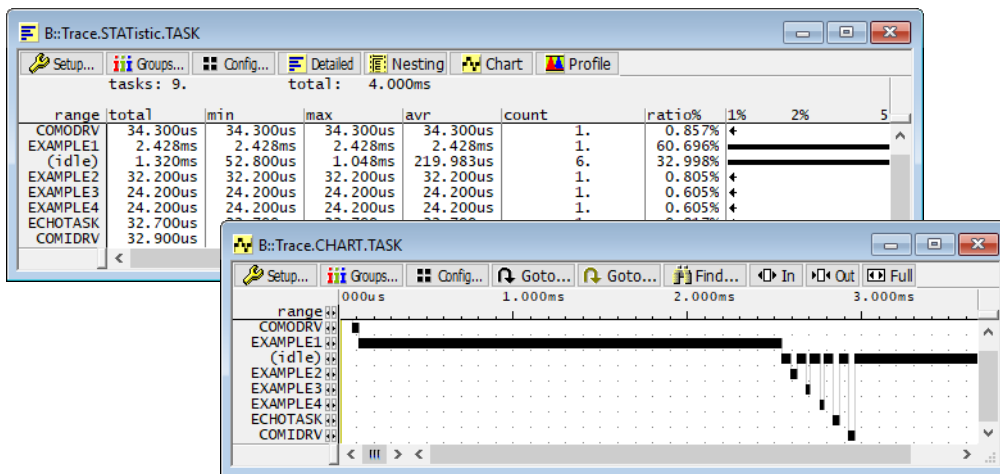 B::Trace.STATistic.TASK
Setup... Groups... Config... Detailed Nesting Chart Profile
tasks: 9. total: 4.000ms
range total min max avr count ratio% 1% 2% 5
COMODRV 34.300us 34.300us 34.300us 34.300us 1. 0.857%
EXAMPLE1 2.428ms 2.428ms 2.428ms 2.428ms 1. 60.696%
(idle) 1.320ms 52.800us 1.048ms 219.983us 6. 32.998%
EXAMPLE2 32.200us 32.200us 32.200us 32.200us 1. 0.805%
EXAMPLE3 24.200us 24.200us 24.200us 24.200us 1. 0.605%
EXAMPLE4 24.200us 24.200us 24.200us 24.200us 1. 0.605%
ECHOTASK 32.700us
COMIDRV 32.900us
B::Trace.CHART.TASK
Setup... Groups... Config... Goto... Goto... Find... In Out Full
000us 1.000ms 2.000ms 3.000ms
range
COMODRV
EXAMPLE1
(idle)
EXAMPLE2
EXAMPLE3
EXAMPLE4
ECHOTASK
COMIDRV